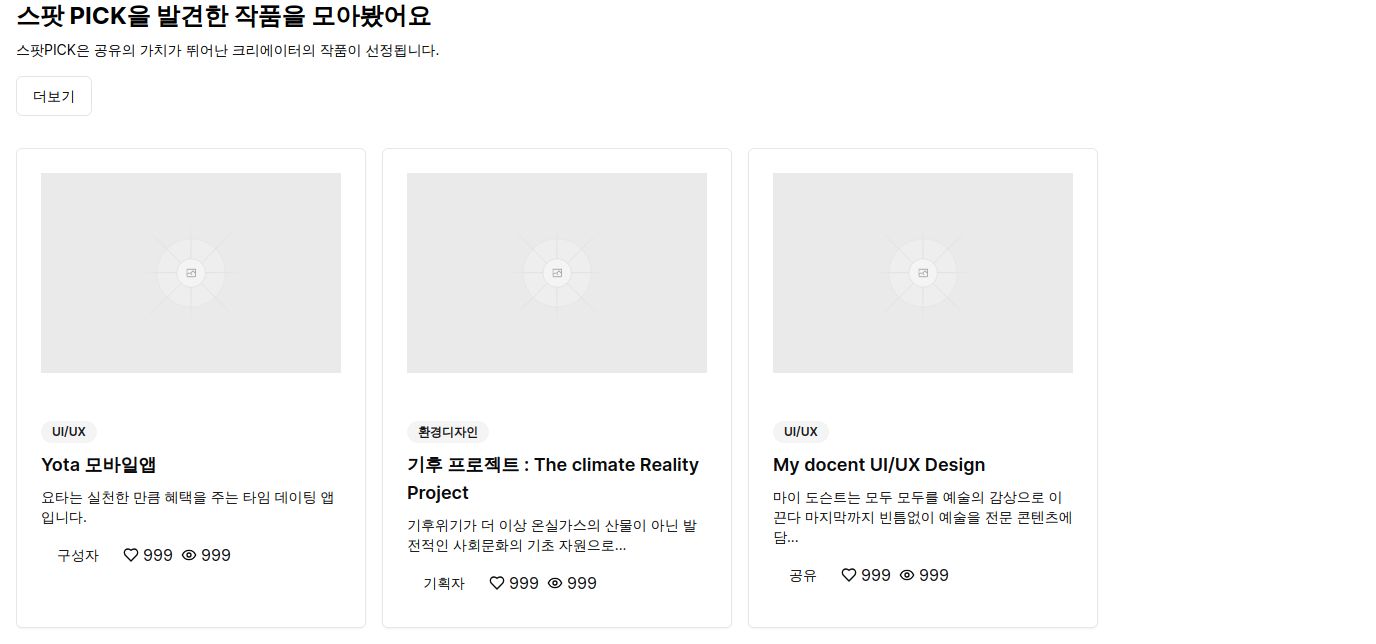 스팟 PICK을 발견한 작품을 모아봤어요
스팟PICK은 공유의 가치가 뛰어난 크리에이터의 작품이 선정됩니다.
더보기
UI/UX
Yota 모바일앱
요타는 실천한 만큼 혜택을 주는 타임 데이팅 앱
입니다.
구성자 999 999
환경디자인
기후 프로젝트 : The climate Reality
Project
기후위기가 더 이상 온실가스의 산물이 아닌 발
전적인 사회문화의 기초 자원으로...
기획자 999 999
UI/UX
My docent UI/UX Design
마이 도슨트는 모두 모두를 예술의 감상으로 이
끈다 마지막까지 빈틈없이 예술을 전문 콘텐츠에
담...
공유 999 999